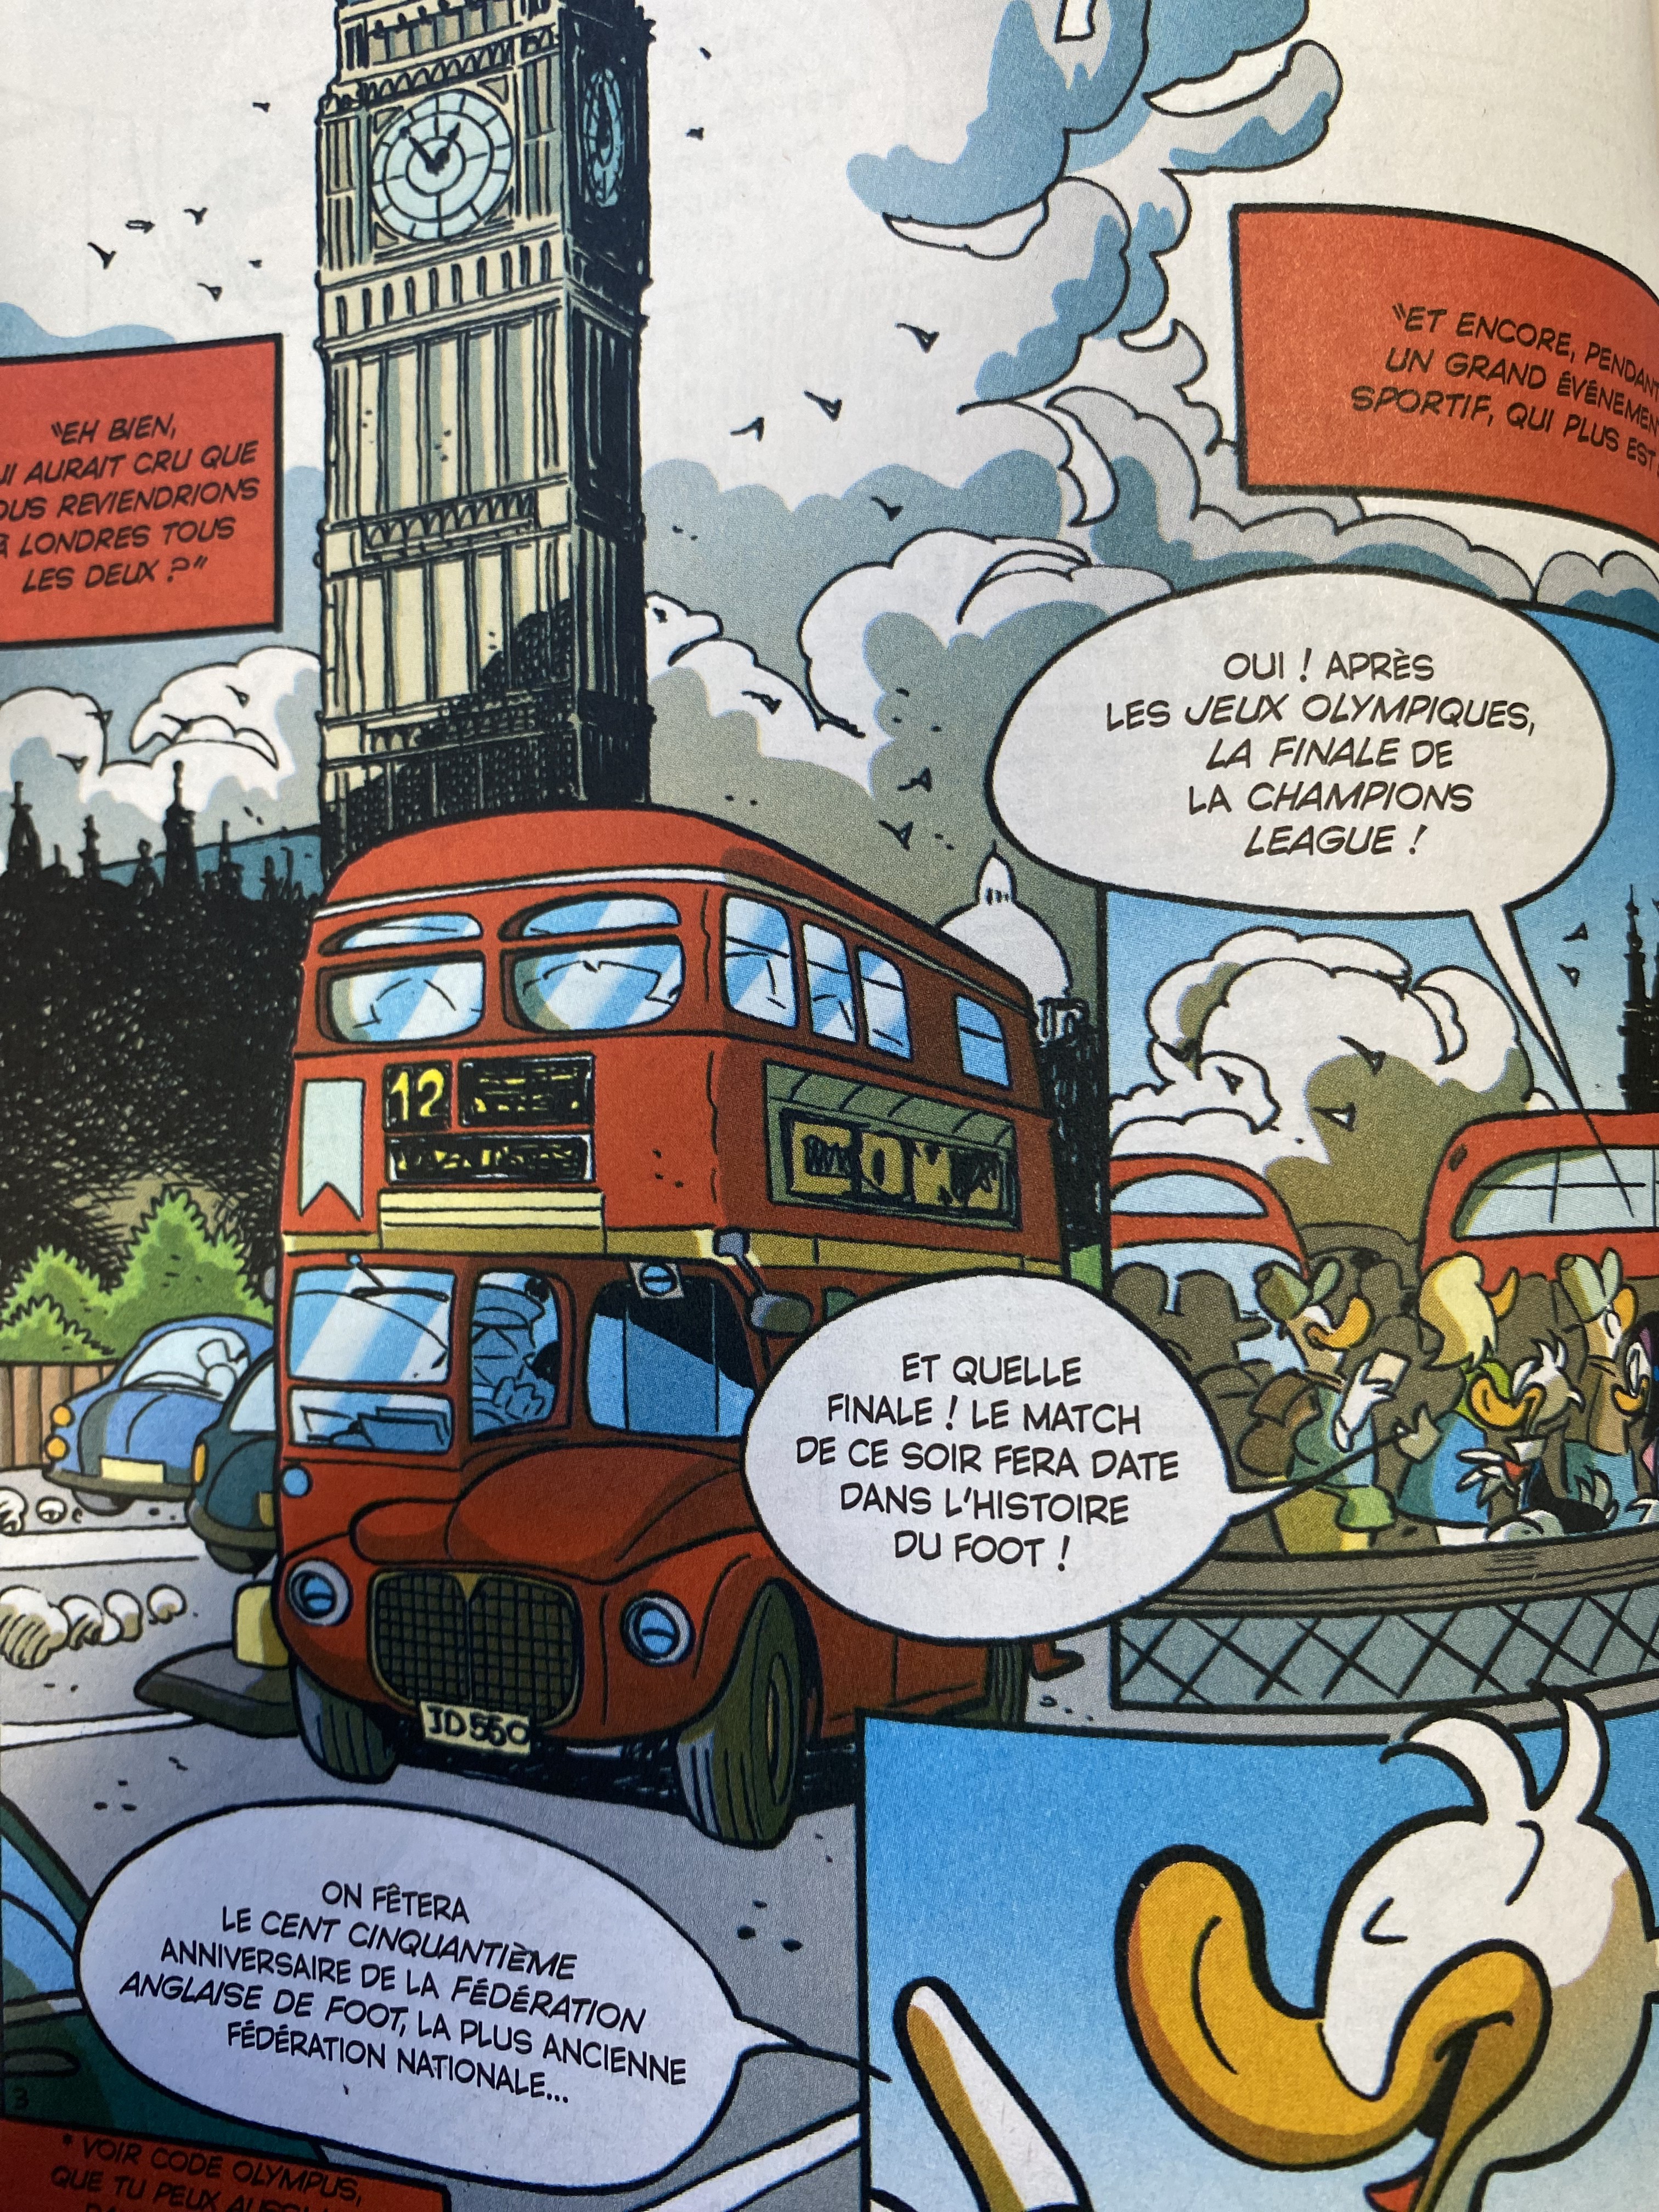 "EH BIEN,
AURAIT CRU QUE
REVIENDRIONS
À LONDRES TOUS
LES DEUX ?"
"ET ENCORE, PENDANT
UN GRAND ÉVÉNEMENT
SPORTIF, QUI PLUS EST
OUI ! APRÈS
LES JEUX OLYMPIQUES,
LA FINALE DE
LA CHAMPIONS
LEAGUE !
12
ET QUELLE
FINALE ! LE MATCH
DE CE SOIR FERA DATE
DANS L'HISTOIRE
DU FOOT !
JD 550
ON FÊTERA
LE CENT CINQUANTIÈME
ANNIVERSAIRE DE LA FÉDÉRATION
ANGLAISE DE FOOT, LA PLUS ANCIENNE
FÉDÉRATION NATIONALE...
3
* VOIR CODE OLYMPUS,
QUE TU PEUX AUSSI